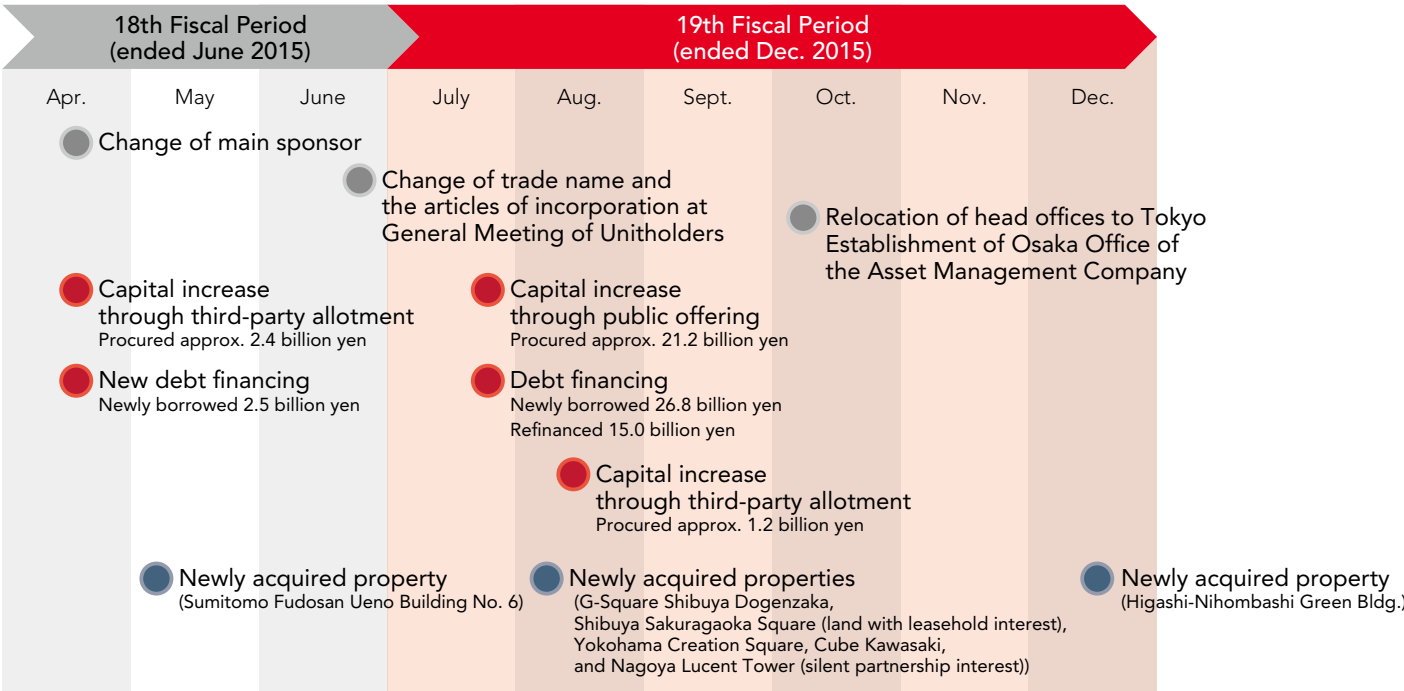 18th Fiscal Period
(ended June 2015)
19th Fiscal Period
(ended Dec. 2015)
Apr.
May
June
July
Aug.
Sept.
Oct.
Nov.
Dec.
Change of main sponsor
Change of trade name and
the articles of incorporation at
General Meeting of Unitholders
Relocation of head offices to Tokyo
Establishment of Osaka Office of
the Asset Management Company
Capital increase
through third-party allotment
Procured approx. 2.4 billion yen
Capital increase
through public offering
Procured approx. 21.2 billion yen
New debt financing
Newly borrowed 2.5 billion yen
Debt financing
Newly borrowed 26.8 billion yen
Refinanced 15.0 billion yen
Capital increase
through third-party allotment
Procured approx. 1.2 billion yen
Newly acquired property
(Sumitomo Fudosan Ueno Building No. 6)
Newly acquired properties
(G-Square Shibuya Dogenzaka,
Shibuya Sakuragaoka Square (land with leasehold interest),
Yokohama Creation Square, Cube Kawasaki,
and Nagoya Lucent Tower (silent partnership interest))
Newly acquired property
(Higashi-Nihombashi Green Bldg.)